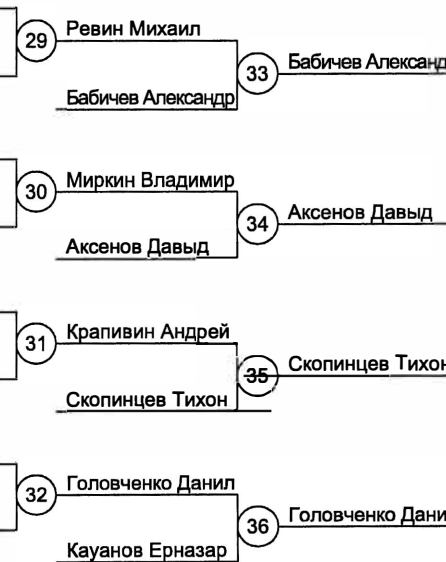 29 Ревин Михаил
33 Бабичев Александ
Бабичев Александр
30 Миркин Владимир
34 Аксенов Давыд
Аксенов Давыд
31 Крапивин Андрей
35 Скопинцев Тихон
Скопинцев Тихон
32 Головченко Данил
36 Головченко Дани
Кауанов Ерназар